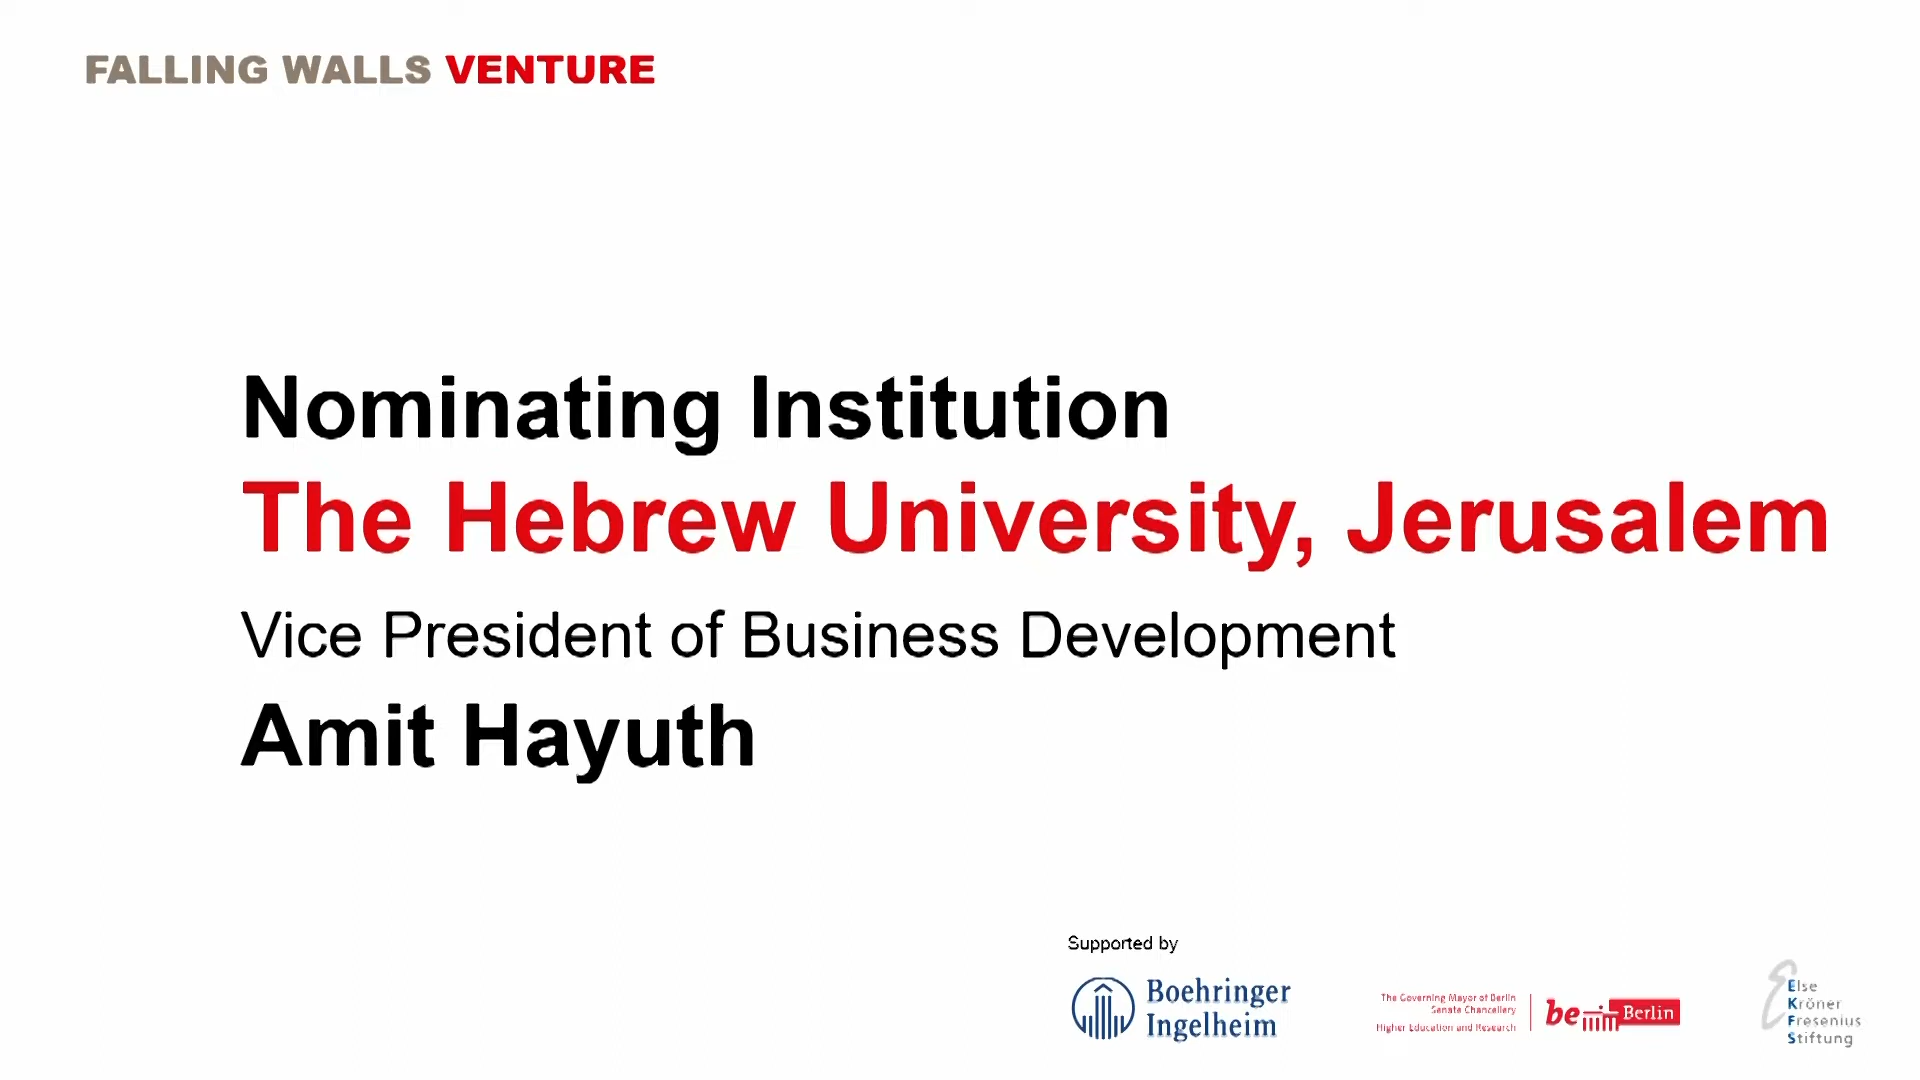 FALLING WALLS VENTURE
Nominating Institution
The Hebrew University, Jerusalem
Vice President of Business Development
Amit Hayuth
Supported by
Boehringer
Ingelheim
The Governing Mayor of Berlin
Senate Chancellery
Higher Education and Research
be Berlin
Else
Kröner
Fresenius
Stiftung